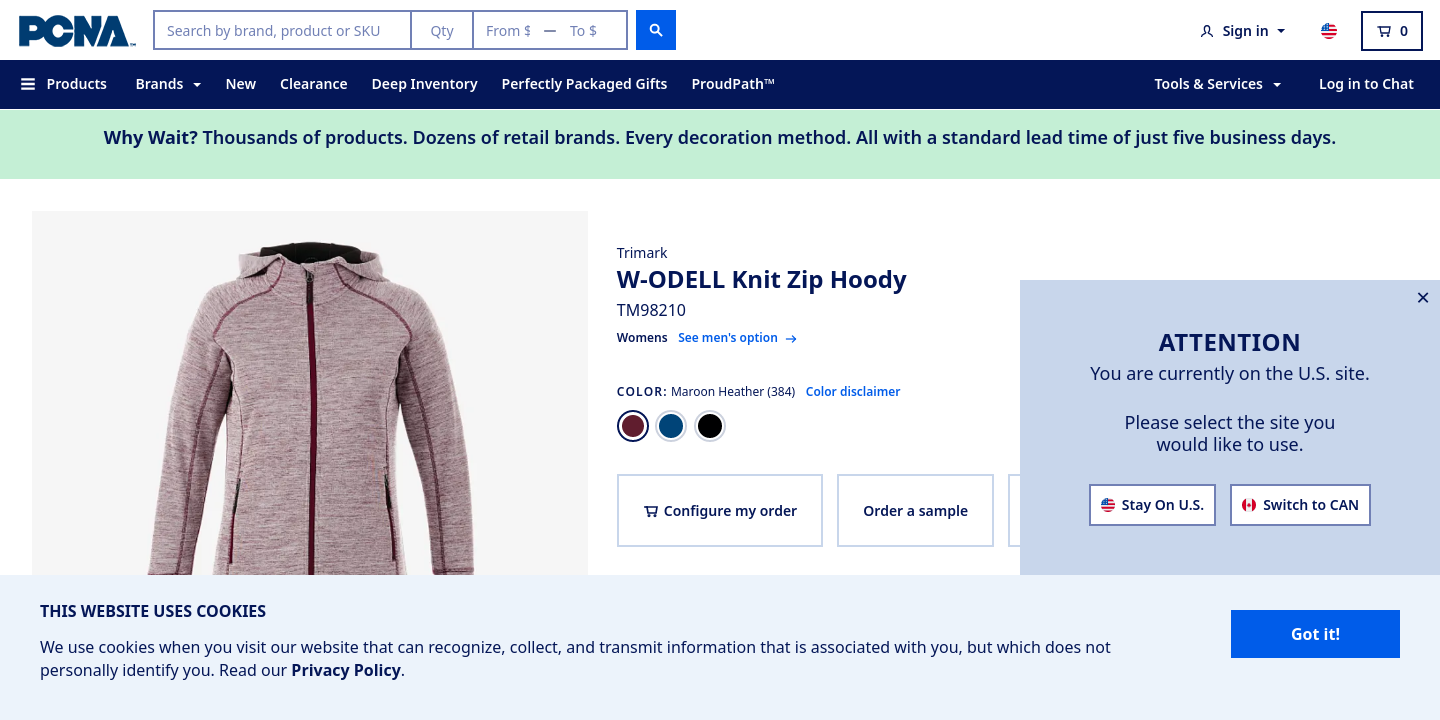 PCNA™
Search by brand, product or SKU
Qty
From $ — To $
Sign in
0
Products
Brands
New
Clearance
Deep Inventory
Perfectly Packaged Gifts
ProudPath™
Tools & Services
Log in to Chat
Why Wait? Thousands of products. Dozens of retail brands. Every decoration method. All with a standard lead time of just five business days.
Trimark
W-ODELL Knit Zip Hoody
TM98210
Womens See men's option
COLOR: Maroon Heather (384) Color disclaimer
Configure my order
Order a sample
ATTENTION
You are currently on the U.S. site.
Please select the site you
would like to use.
Stay On U.S.
Switch to CAN
THIS WEBSITE USES COOKIES
We use cookies when you visit our website that can recognize, collect, and transmit information that is associated with you, but which does not
personally identify you. Read our Privacy Policy.
Got it!